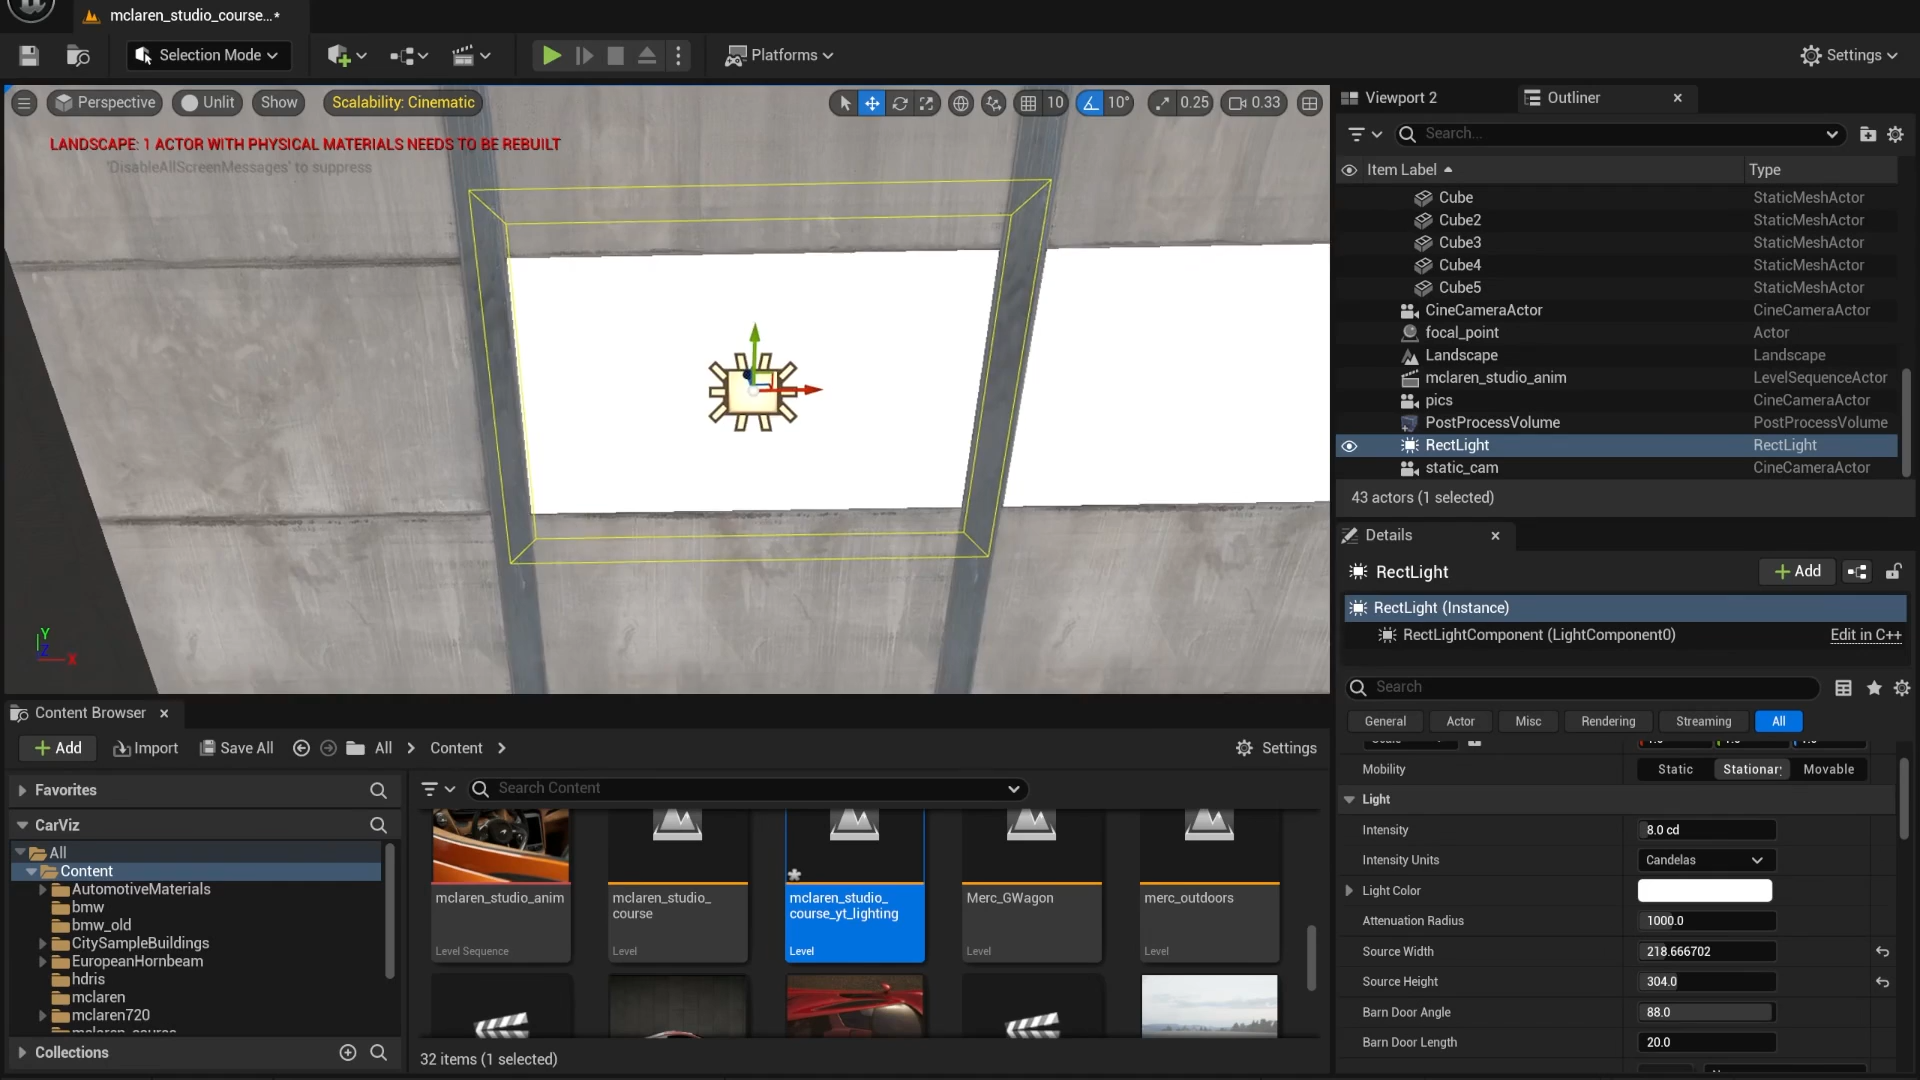 mclaren_studio_course...*
Selection Mode
Platforms
Settings
Perspective
Unlit
Show
Scalability: Cinematic
10
10°
0.25
0.33
LANDSCAPE: 1 ACTOR WITH PHYSICAL MATERIALS NEEDS TO BE REBUILT
'DisableAllScreenMessages' to suppress
Y
Z
X
Viewport 2
Outliner
Search...
Item Label
Type
Cube
StaticMeshActor
Cube2
StaticMeshActor
Cube3
StaticMeshActor
Cube4
StaticMeshActor
Cube5
StaticMeshActor
CineCameraActor
CineCameraActor
focal_point
Actor
Landscape
Landscape
mclaren_studio_anim
LevelSequenceActor
pics
CineCameraActor
PostProcessVolume
PostProcessVolume
RectLight
RectLight
static_cam
CineCameraActor
43 actors (1 selected)
Details
RectLight
Add
RectLight (Instance)
RectLightComponent (LightComponent0)
Edit in C++
Search
General
Actor
Misc
Rendering
Streaming
All
Mobility
Static
Stationar
Movable
Light
Intensity
8.0 cd
Intensity Units
Candelas
Light Color
Attenuation Radius
1000.0
Source Width
218.666702
Source Height
304.0
Barn Door Angle
88.0
Barn Door Length
20.0
Content Browser
Add
Import
Save All
All
Content
Settings
Favorites
CarViz
All
Content
AutomotiveMaterials
bmw
bmw_old
CitySampleBuildings
EuropeanHornbeam
hdris
mclaren
mclaren720
Collections
Search Content
mclaren_studio_anim
Level Sequence
mclaren_studio_
course
Level
mclaren_studio_
course_yt_lighting
Level
Merc_GWagon
Level
merc_outdoors
Level
32 items (1 selected)